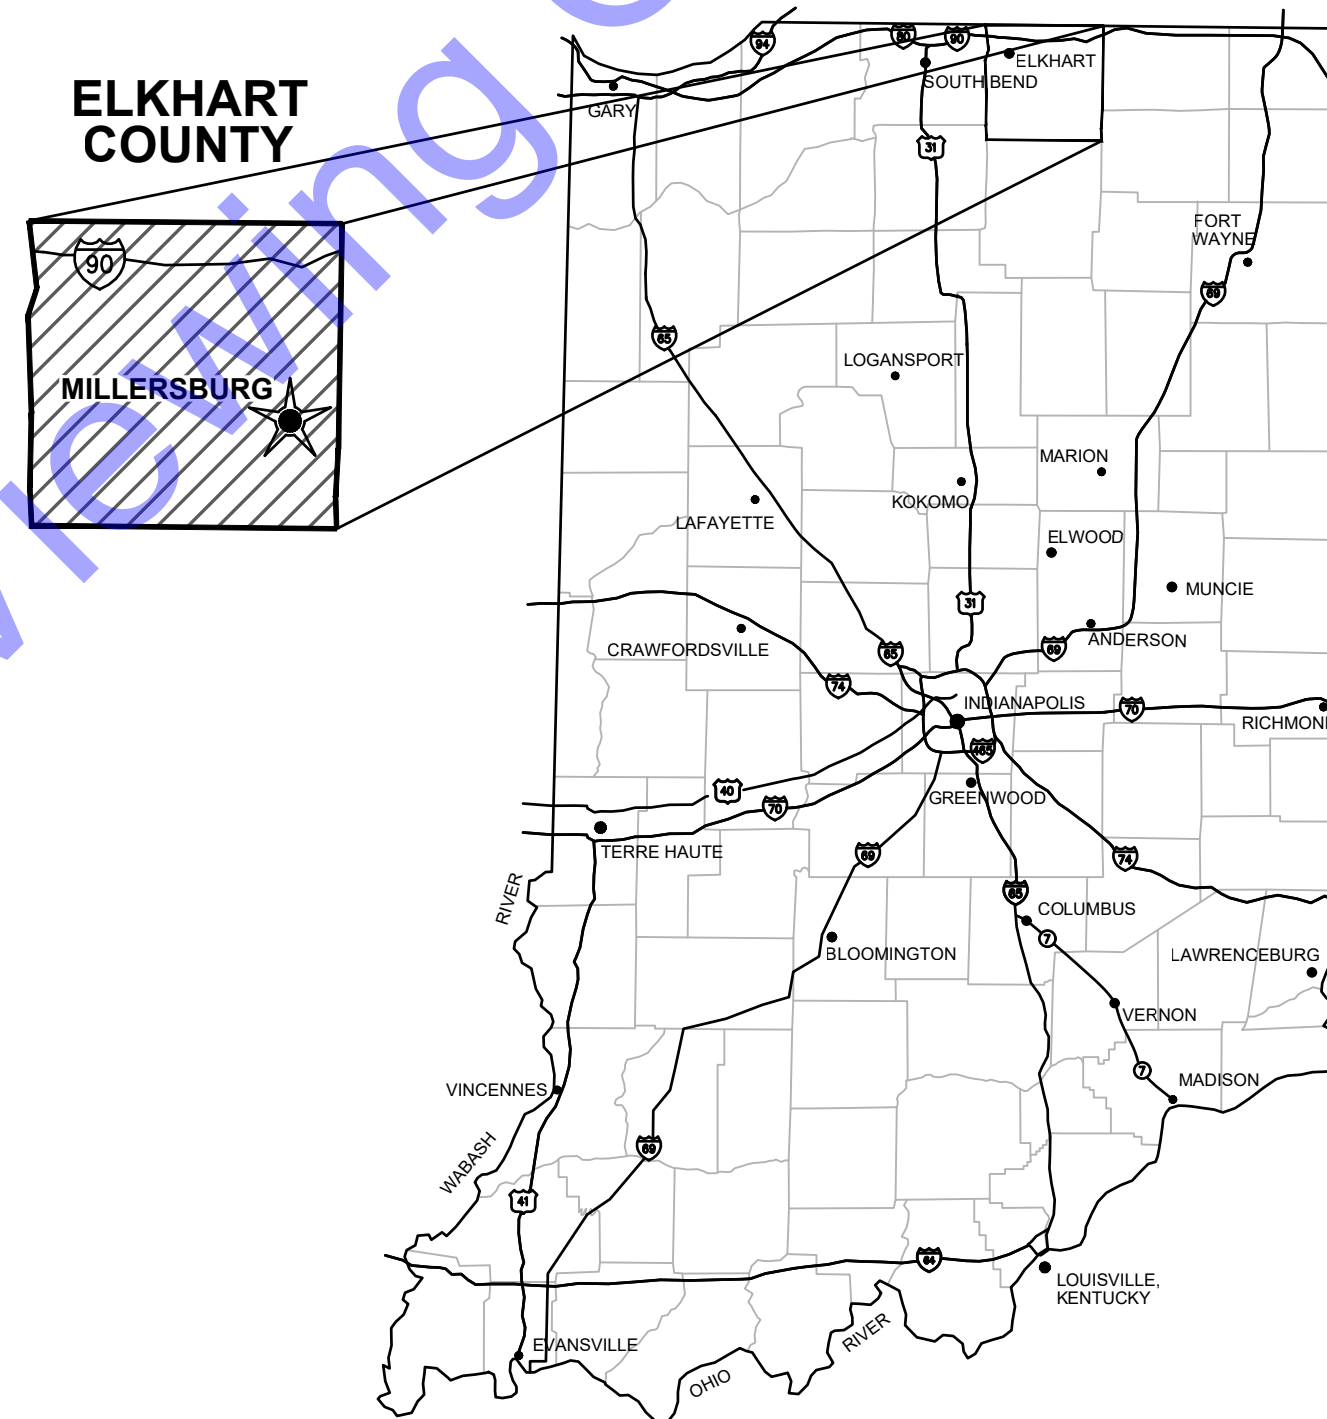 ELKHART
COUNTY
90
MILLERSBURG
94
80
90
ELKHART
SOUTH BEND
GARY
31
FORT
WAYNE
69
65
LOGANSPORT
MARION
KOKOMO
LAFAYETTE
ELWOOD
MUNCIE
31
ANDERSON
CRAWFORDSVILLE
65
69
74
INDIANAPOLIS
70
RICHMON
465
40
GREENWOOD
70
TERRE HAUTE
69
74
65
RIVER
COLUMBUS
7
BLOOMINGTON
LAWRENCEBURG
VERNON
7
VINCENNES
MADISON
WABASH
69
41
64
LOUISVILLE,
KENTUCKY
EVANSVILLE
RIVER
OHIO
viewing